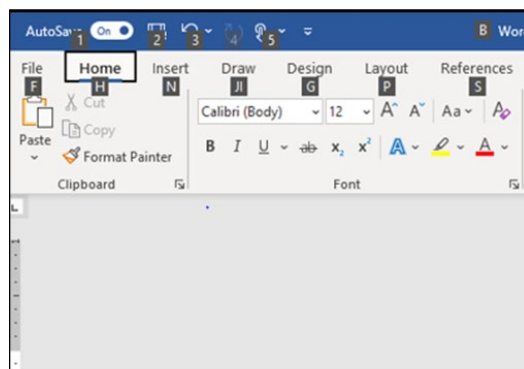 AutoSave On B Wor
1 2 3 4 5
File Home Insert Draw Design Layout References
F H N JI G P S
Cut Calibri (Body) 12 A^ A˅ Aa A
Copy
Paste B I U ab x₂ x² A A
Format Painter
Clipboard Font
L